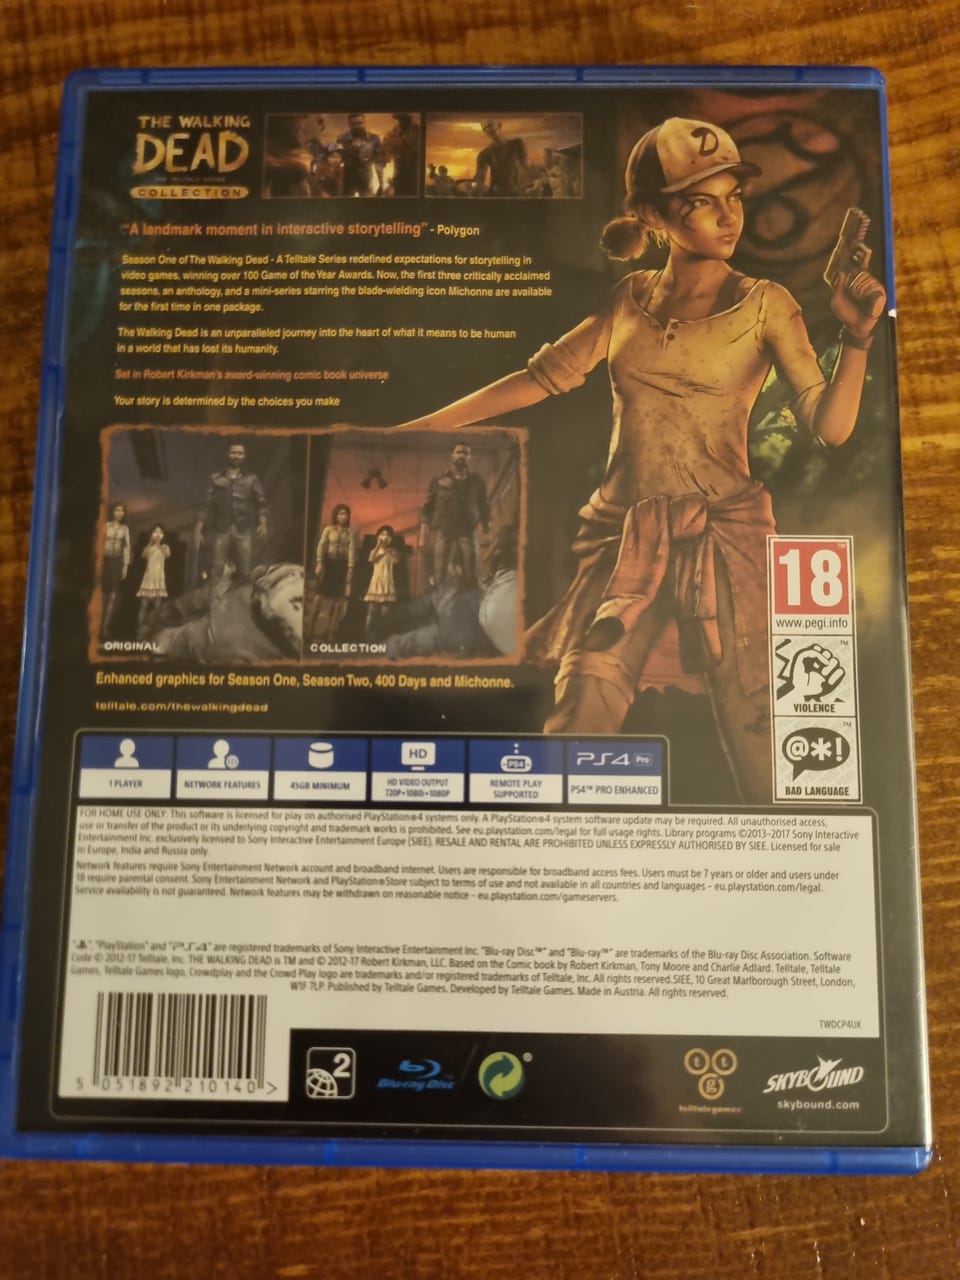 THE WALKING
DEAD
THE TELLTALE SERIES
COLLECTION
"A landmark moment in interactive storytelling" - Polygon
Season One of The Walking Dead - A Telltale Series redefined expectations for storytelling in
video games, winning over 100 Game of the Year Awards. Now, the first three critically acclaimed
seasons, an anthology, and a mini-series starring the blade-wielding icon Michonne are available
for the first time in one package.
The Walking Dead is an unparalleled journey into the heart of what it means to be human
in a world that has lost its humanity.
Set in Robert Kirkman's award-winning comic book universe
Your story is determined by the choices you make
D
ORIGINAL
COLLECTION
Enhanced graphics for Season One, Season Two, 400 Days and Michonne.
telltale.com/thewalkingdead
18™
www.pegi.info
™
VIOLENCE
™
@*!
BAD LANGUAGE
1 PLAYER
NETWORK FEATURES
45GB MINIMUM
HD
HD VIDEO OUTPUT
720P•1080i•1080P
PS4
REMOTE PLAY
SUPPORTED
PS4 Pro
PS4™ PRO ENHANCED
FOR HOME USE ONLY: This software is licensed for play on authorised PlayStation®4 systems only. A PlayStation®4 system software update may be required. All unauthorised access,
use or transfer of the product or its underlying copyright and trademark works is prohibited. See eu.playstation.com/legal for full usage rights. Library programs ©2013-2017 Sony Interactive
Entertainment Inc. exclusively licensed to Sony Interactive Entertainment Europe (SIEE). RESALE AND RENTAL ARE PROHIBITED UNLESS EXPRESSLY AUTHORISED BY SIEE. Licensed for sale
in Europe, India and Russia only.
Network features require Sony Entertainment Network account and broadband internet. Users are responsible for broadband access fees. Users must be 7 years or older and users under
18 require parental consent. Sony Entertainment Network and PlayStation®Store subject to terms of use and not available in all countries and languages – eu.playstation.com/legal.
Service availability is not guaranteed. Network features may be withdrawn on reasonable notice – eu.playstation.com/gameservers.
" ", "PlayStation" and "PS4" are registered trademarks of Sony Interactive Entertainment Inc. "Blu-ray Disc™" and "Blu-ray™" are trademarks of the Blu-ray Disc Association. Software
Code © 2012-17 Telltale, Inc. THE WALKING DEAD is TM and © 2012-17 Robert Kirkman, LLC. Based on the Comic book by Robert Kirkman, Tony Moore and Charlie Adlard. Telltale, Telltale
Games, Telltale Games logo, Crowdplay and the Crowd Play logo are trademarks and/or registered trademarks of Telltale, Inc. All rights reserved.SIEE, 10 Great Marlborough Street, London,
W1F 7LP. Published by Telltale Games. Developed by Telltale Games. Made in Austria. All rights reserved.
TWDCP4UK
5 051892 210140 >
2
Blu-ray Disc™
®
t t g
telltalegames
SKYBOUND
skybound.com